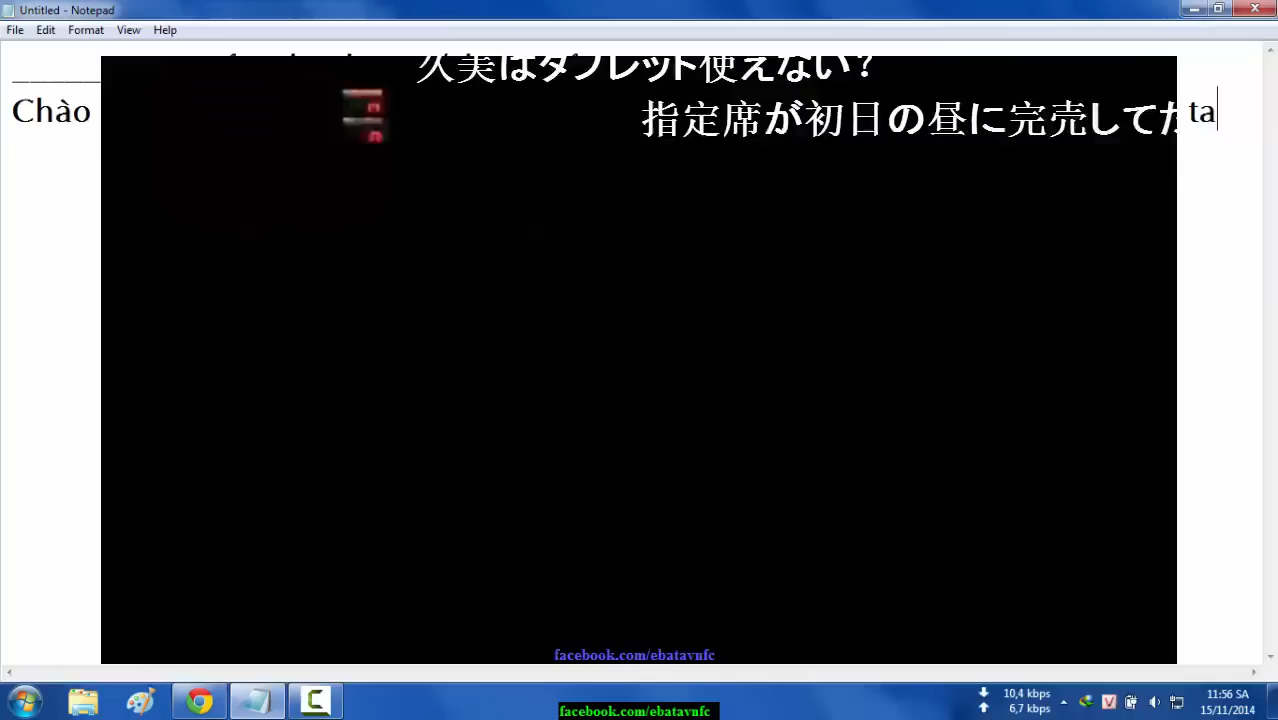 Untitled - Notepad
File Edit Format View Help
久美はタブレット使えない?
指定席が初日の昼に完売してた
Chào ta
facebook.com/ebatavnfc
10,4 kbps
6,7 kbps
11:56 SA
15/11/2014
facebook.com/ebatavnfc